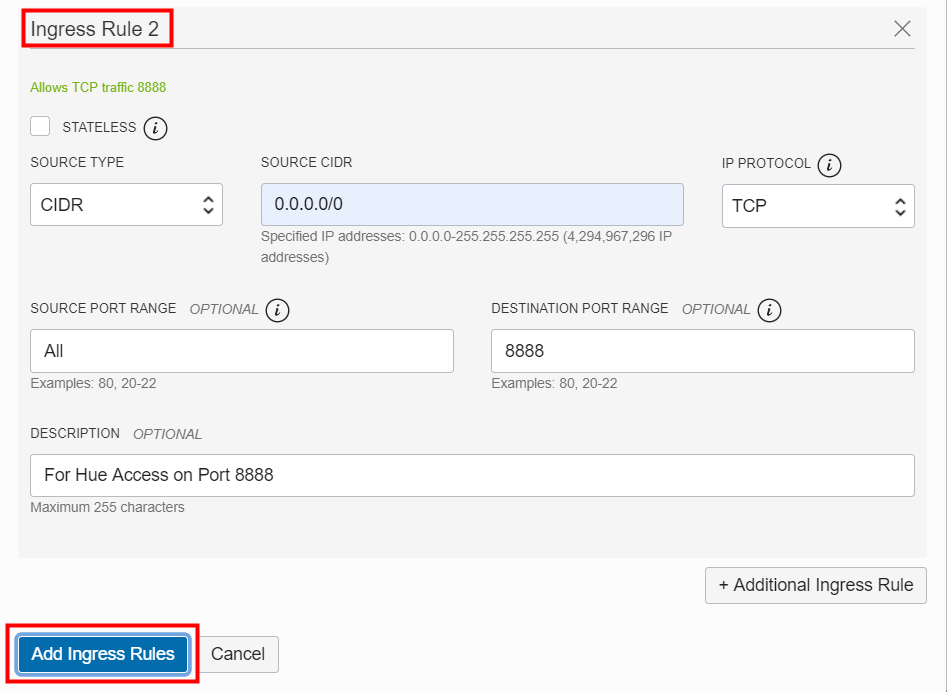 Ingress Rule 2
Allows TCP traffic 8888
STATELESS i
SOURCE TYPE
SOURCE CIDR
IP PROTOCOL i
CIDR
0.0.0.0/0
TCP
Specified IP addresses: 0.0.0.0-255.255.255.255 (4,294,967,296 IP
addresses)
SOURCE PORT RANGE OPTIONAL i
DESTINATION PORT RANGE OPTIONAL i
All
8888
Examples: 80, 20-22
Examples: 80, 20-22
DESCRIPTION OPTIONAL
For Hue Access on Port 8888
Maximum 255 characters
+ Additional Ingress Rule
Add Ingress Rules
Cancel